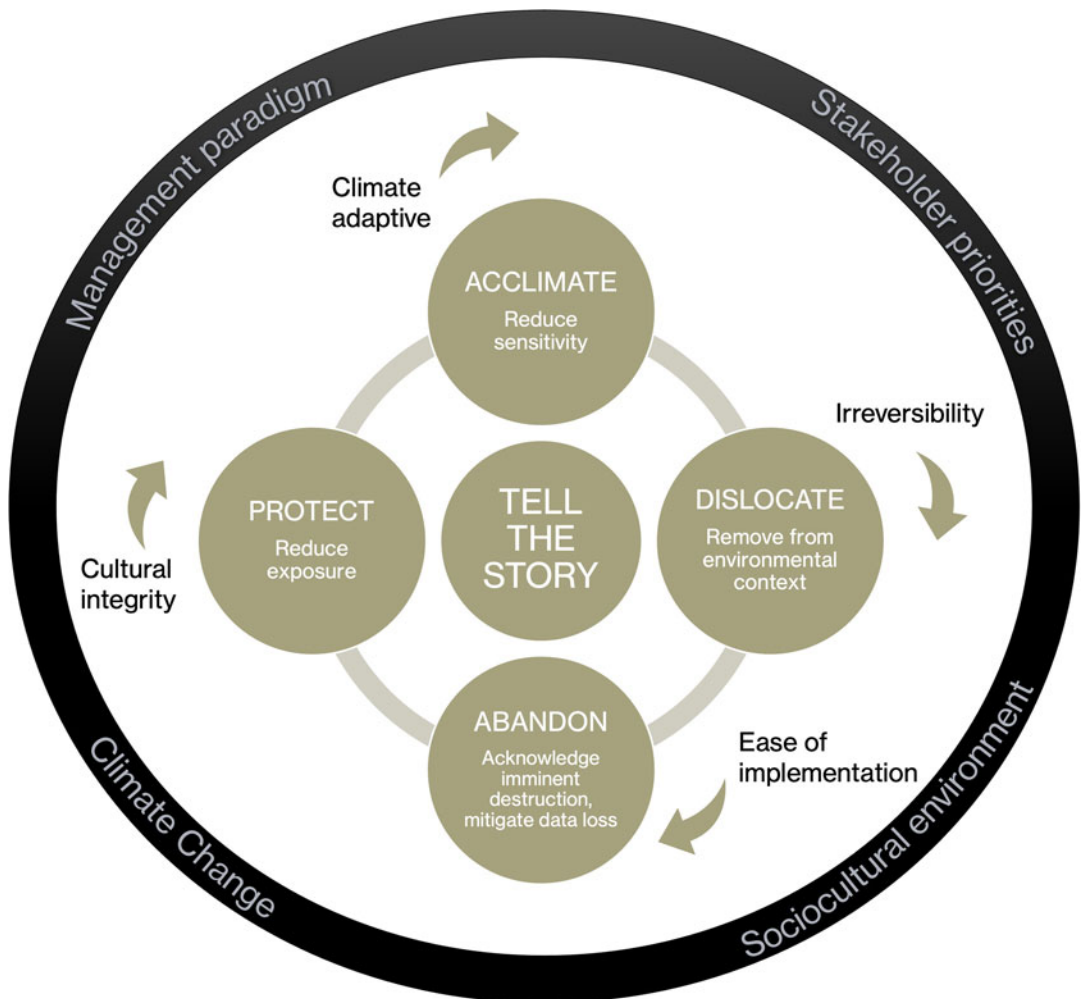 Management paradigm
Stakeholder priorities
Climate
adaptive
ACCLIMATE
Reduce
sensitivity
Irreversibility
PROTECT
Reduce
exposure
TELL
THE
STORY
DISLOCATE
Remove from
environmental
context
Cultural
integrity
ABANDON
Acknowledge
imminent
destruction,
mitigate data loss
Ease of
implementation
Climate Change
Sociocultural environment